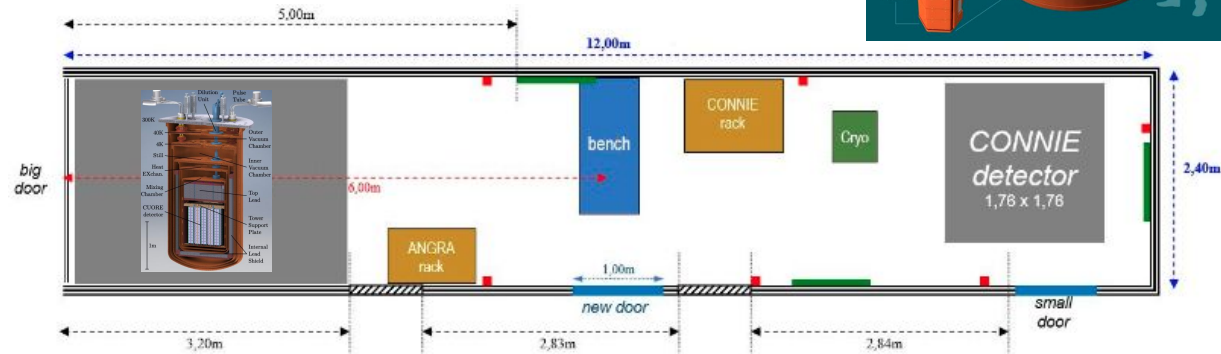 5,00m
12,00m
big
door
Dilution
Unit
Pulse
Tube
300K
40K
4K
Still
Heat
EXchan.
Mixing
Chamber
CUORE
detector
1m
Outer
Vacuum
Chamber
Inner
Vacuum
Chamber
Top
Lead
Tower
Support
Plate
Internal
Lead
Shield
6,00m
ANGRA
rack
bench
CONNIE
rack
Cryo
CONNIE
detector
1,76 x 1,76
2,40m
1,00m
new door
small
door
3,20m
2,83m
2,84m